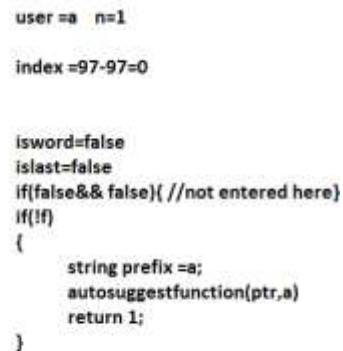 user =a n=1
index =97-97=0
isword=false
islast=false
if(false&& false){ //not entered here}
if(!f)
{
string prefix =a;
autosuggestfunction(ptr,a)
return 1;
}